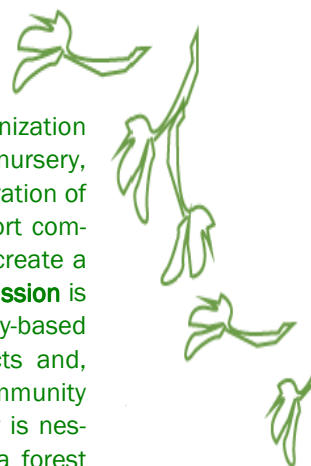 nization
nursery,
ration of
ort com-
create a
ssion is
y-based
cts and,
mmunity
is nes-
a forest